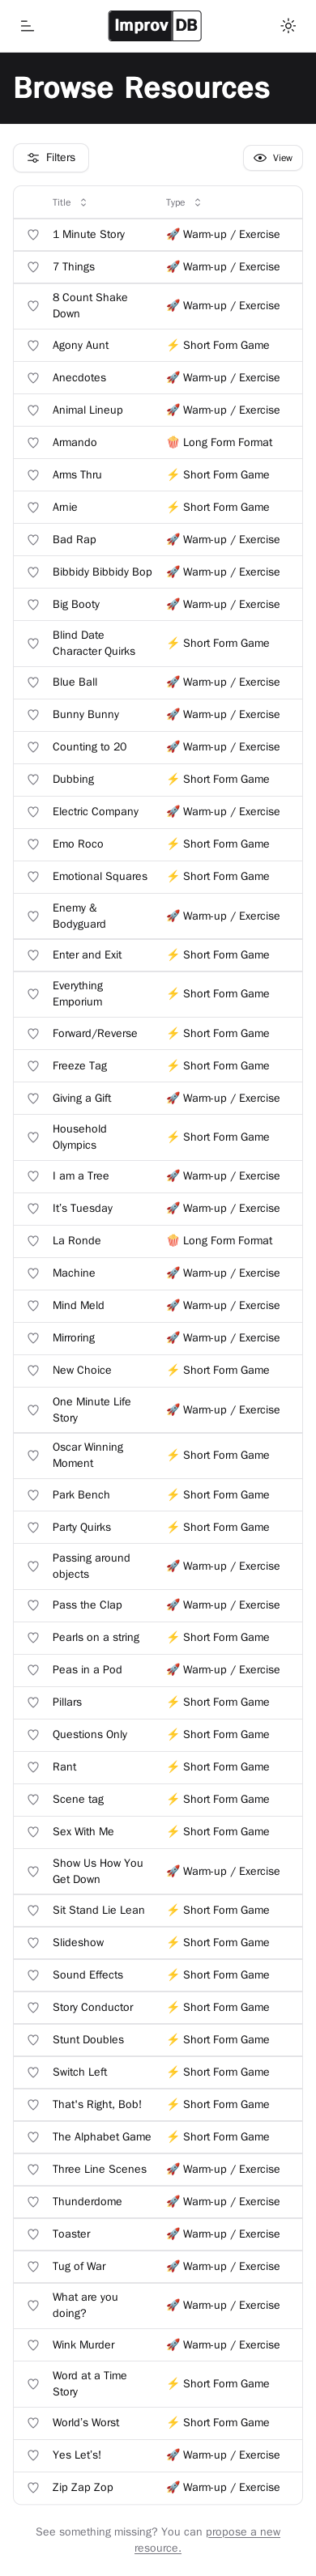 Improv DB
Browse Resources
Filters
View
Title Type
1 Minute Story 🚀 Warm-up / Exercise
7 Things 🚀 Warm-up / Exercise
8 Count Shake
Down
🚀 Warm-up / Exercise
Agony Aunt ⚡ Short Form Game
Anecdotes 🚀 Warm-up / Exercise
Animal Lineup 🚀 Warm-up / Exercise
Armando 🍿 Long Form Format
Arms Thru ⚡ Short Form Game
Arnie ⚡ Short Form Game
Bad Rap 🚀 Warm-up / Exercise
Bibbidy Bibbidy Bop 🚀 Warm-up / Exercise
Big Booty 🚀 Warm-up / Exercise
Blind Date
Character Quirks
⚡ Short Form Game
Blue Ball 🚀 Warm-up / Exercise
Bunny Bunny 🚀 Warm-up / Exercise
Counting to 20 🚀 Warm-up / Exercise
Dubbing ⚡ Short Form Game
Electric Company 🚀 Warm-up / Exercise
Emo Roco ⚡ Short Form Game
Emotional Squares ⚡ Short Form Game
Enemy &
Bodyguard
🚀 Warm-up / Exercise
Enter and Exit ⚡ Short Form Game
Everything
Emporium
⚡ Short Form Game
Forward/Reverse ⚡ Short Form Game
Freeze Tag ⚡ Short Form Game
Giving a Gift 🚀 Warm-up / Exercise
Household
Olympics
⚡ Short Form Game
I am a Tree 🚀 Warm-up / Exercise
It's Tuesday 🚀 Warm-up / Exercise
La Ronde 🍿 Long Form Format
Machine 🚀 Warm-up / Exercise
Mind Meld 🚀 Warm-up / Exercise
Mirroring 🚀 Warm-up / Exercise
New Choice ⚡ Short Form Game
One Minute Life
Story
🚀 Warm-up / Exercise
Oscar Winning
Moment
⚡ Short Form Game
Park Bench ⚡ Short Form Game
Party Quirks ⚡ Short Form Game
Passing around
objects
🚀 Warm-up / Exercise
Pass the Clap 🚀 Warm-up / Exercise
Pearls on a string ⚡ Short Form Game
Peas in a Pod 🚀 Warm-up / Exercise
Pillars ⚡ Short Form Game
Questions Only ⚡ Short Form Game
Rant ⚡ Short Form Game
Scene tag ⚡ Short Form Game
Sex With Me ⚡ Short Form Game
Show Us How You
Get Down
🚀 Warm-up / Exercise
Sit Stand Lie Lean ⚡ Short Form Game
Slideshow ⚡ Short Form Game
Sound Effects ⚡ Short Form Game
Story Conductor ⚡ Short Form Game
Stunt Doubles ⚡ Short Form Game
Switch Left ⚡ Short Form Game
That's Right, Bob! ⚡ Short Form Game
The Alphabet Game ⚡ Short Form Game
Three Line Scenes 🚀 Warm-up / Exercise
Thunderdome 🚀 Warm-up / Exercise
Toaster 🚀 Warm-up / Exercise
Tug of War 🚀 Warm-up / Exercise
What are you
doing?
🚀 Warm-up / Exercise
Wink Murder 🚀 Warm-up / Exercise
Word at a Time
Story
⚡ Short Form Game
World's Worst ⚡ Short Form Game
Yes Let's! 🚀 Warm-up / Exercise
Zip Zap Zop 🚀 Warm-up / Exercise
See something missing? You can propose a new
resource.